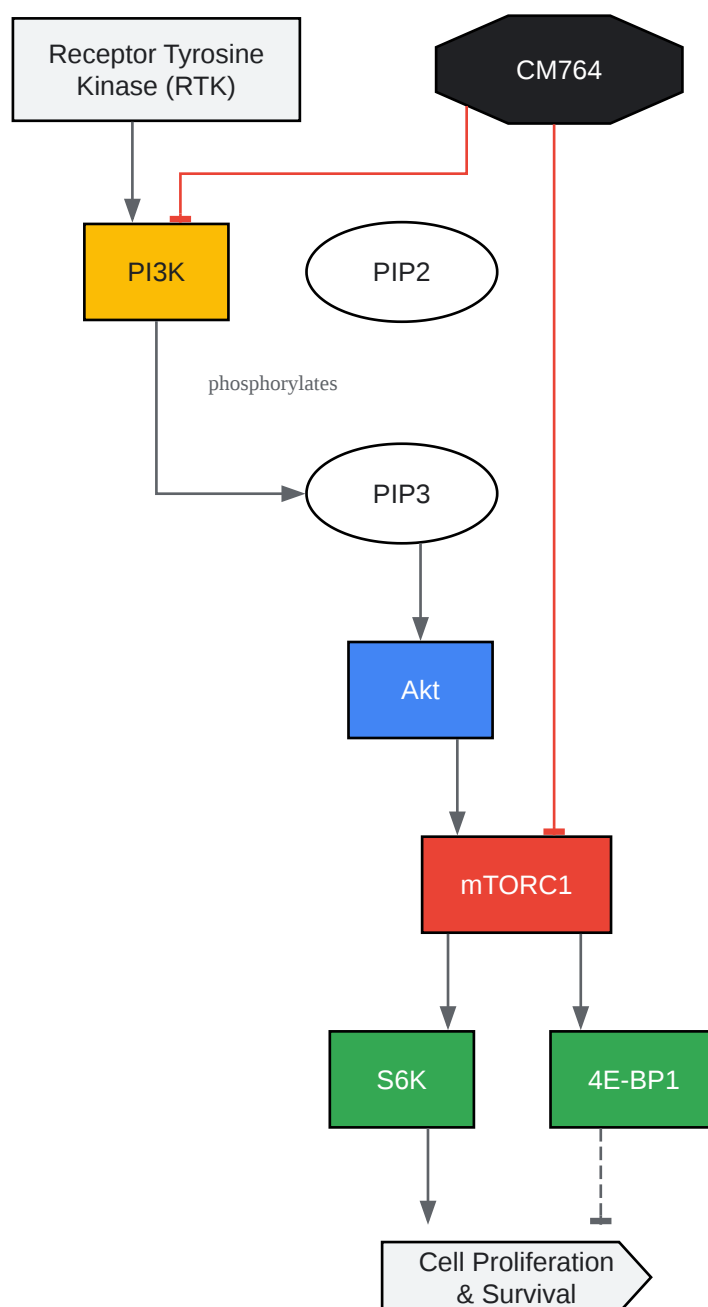 Receptor Tyrosine
Kinase (RTK)
CM764
PI3K
PIP2
phosphorylates
PIP3
Akt
mTORC1
S6K
4E-BP1
Cell Proliferation
& Survival